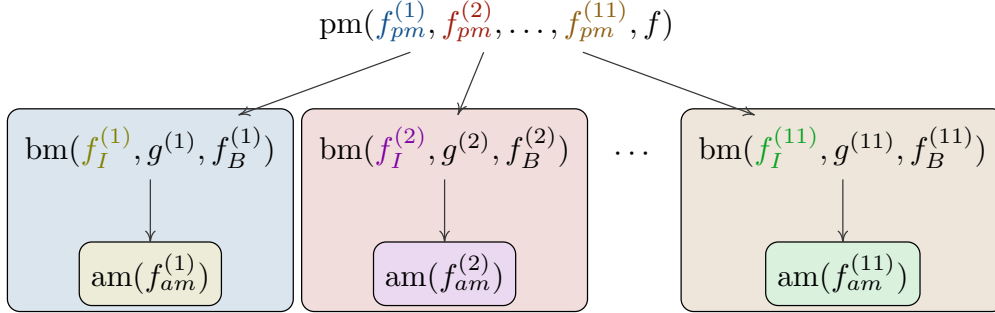 pm(f_{pm}^{(1)}, f_{pm}^{(2)}, ..., f_{pm}^{(11)}, f)
bm(f_I^{(1)}, g^{(1)}, f_B^{(1)}) bm(f_I^{(2)}, g^{(2)}, f_B^{(2)}) ... bm(f_I^{(11)}, g^{(11)}, f_B^{(11)})
am(f_{am}^{(1)}) am(f_{am}^{(2)}) am(f_{am}^{(11)})